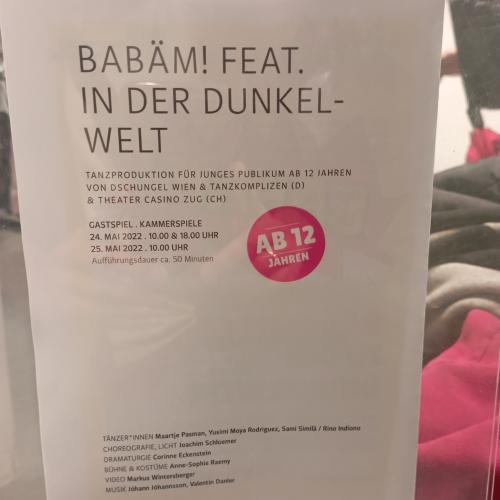 BABÄM! FEAT.
IN DER DUNKEL-
WELT
TANZPRODUKTION FÜR JUNGES PUBLIKUM AB 12 JAHREN
VON DSCHUNGEL WIEN & TANZKOMPLIZEN (D)
& THEATER CASINO ZUG (CH)
GASTSPIEL . KAMMERSPIELE
24. MAI 2022 . 10.00 & 18.00 UHR
25. MAI 2022 . 10.00 UHR
Aufführungsdauer ca. 50 Minuten
AB 12
JAHREN
TÄNZER*INNEN Maartje Pasman, Yusimi Moya Rodriguez, Sami Similä / Rino Indiono
CHOREOGRAFIE, LICHT Joachim Schloemer
DRAMATURGIE Corinne Eckenstein
BÜHNE & KOSTÜME Anne-Sophie Raemy
VIDEO Markus Wintersberger
MUSIK Jóhann Jóhannsson, Valentin Danler